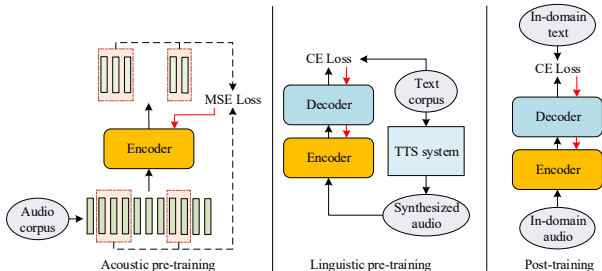 MSE Loss
Encoder
Audio
corpus
Acoustic pre-training
CE Loss
Decoder
Encoder
Text
corpus
TTS system
Synthesized
audio
Linguistic pre-training
In-domain
text
CE Loss
Decoder
Encoder
In-domain
audio
Post-training